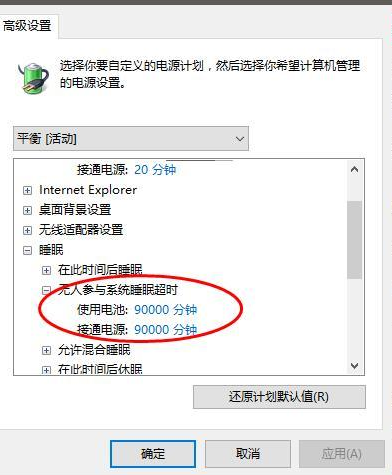 高级设置
选择你要自定义的电源计划，然后选择你希望计算机管理
的电源设置。
平衡 [活动]
接通电源: 20 分钟
Internet Explorer
桌面背景设置
无线适配器设置
睡眠
在此时间后睡眠
无人参与系统睡眠超时
使用电池: 90000 分钟
接通电源: 90000 分钟
允许混合睡眠
在此时间后休眠
还原计划默认值(R)
确定
取消
应用(A)